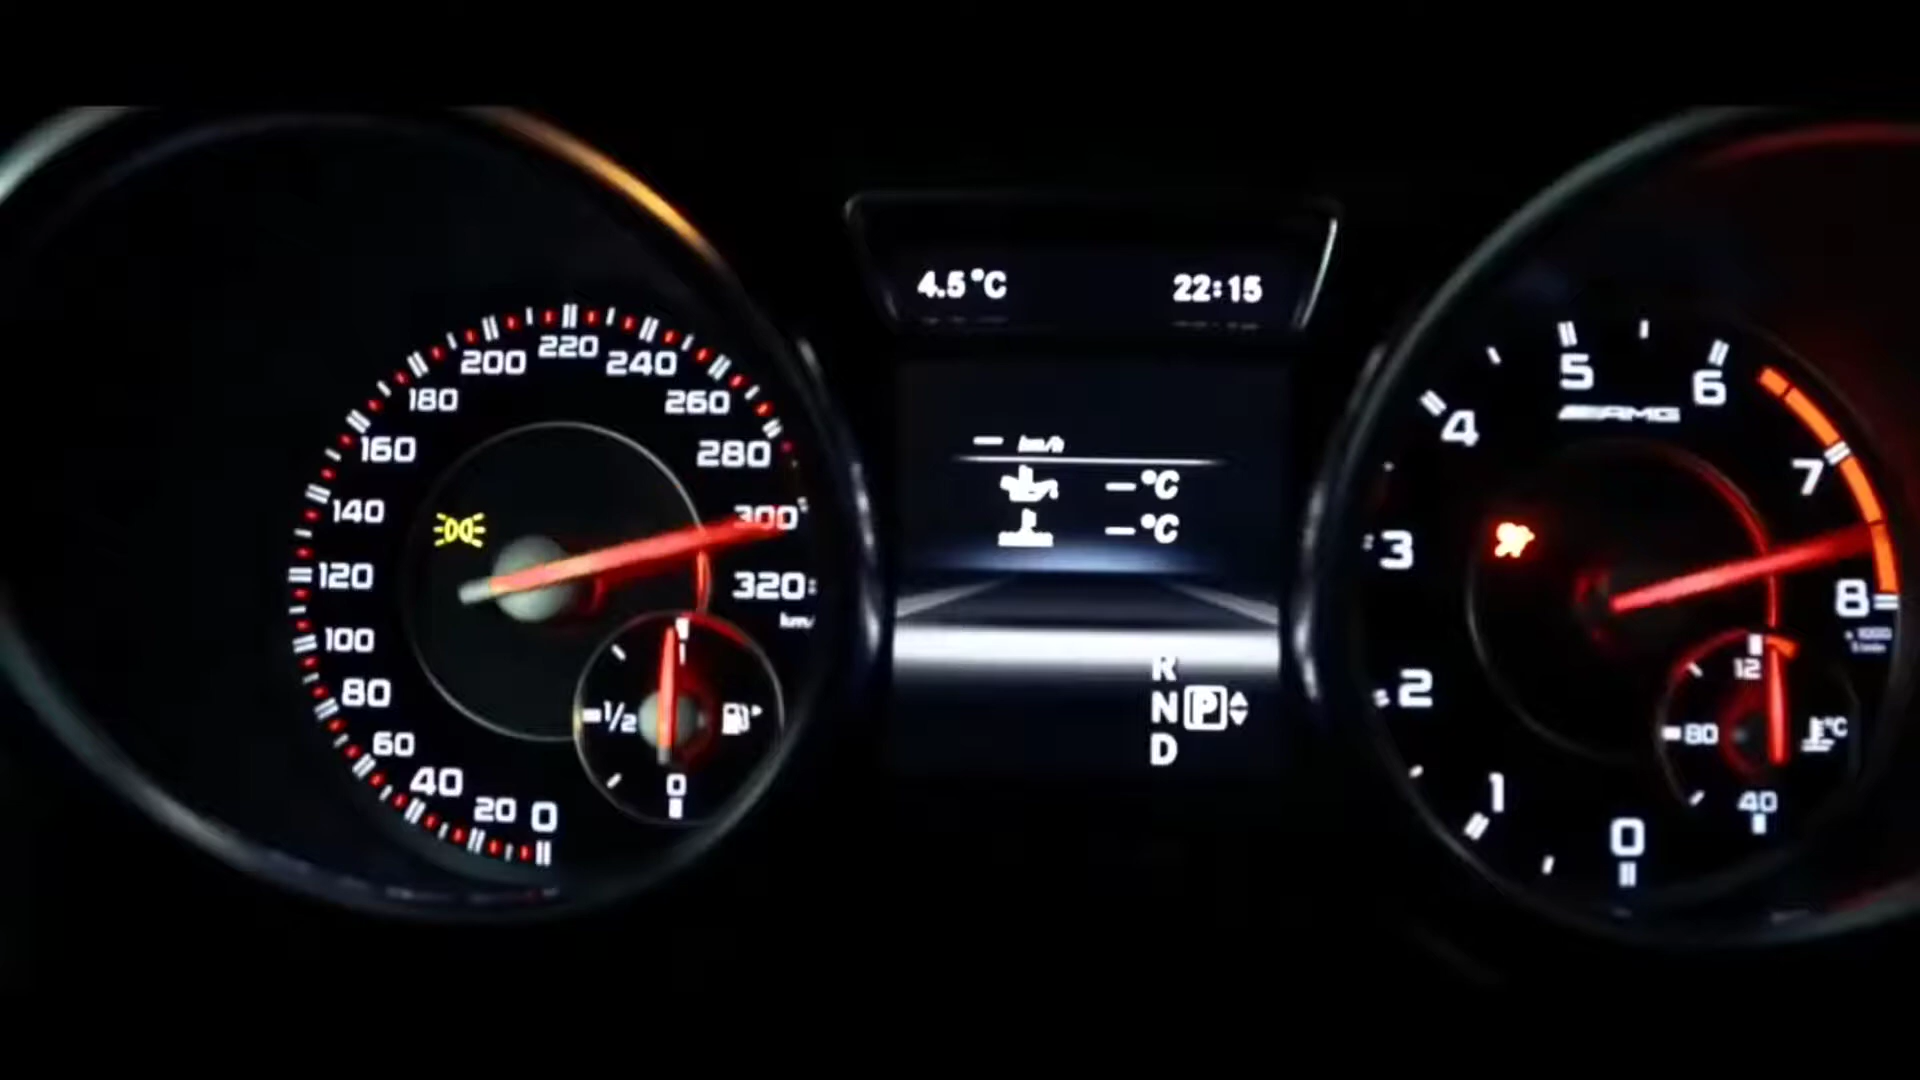 4.5°C 22:15
220
200 240
180 260
160 280
140 300
120 320
100 km/
80
60
40
20 0
1
1/2
0
– km/h
– °C
– °C
R
N P
D
5 6
AMG
4 7
3 8
2
1
0
12
80 °C
40